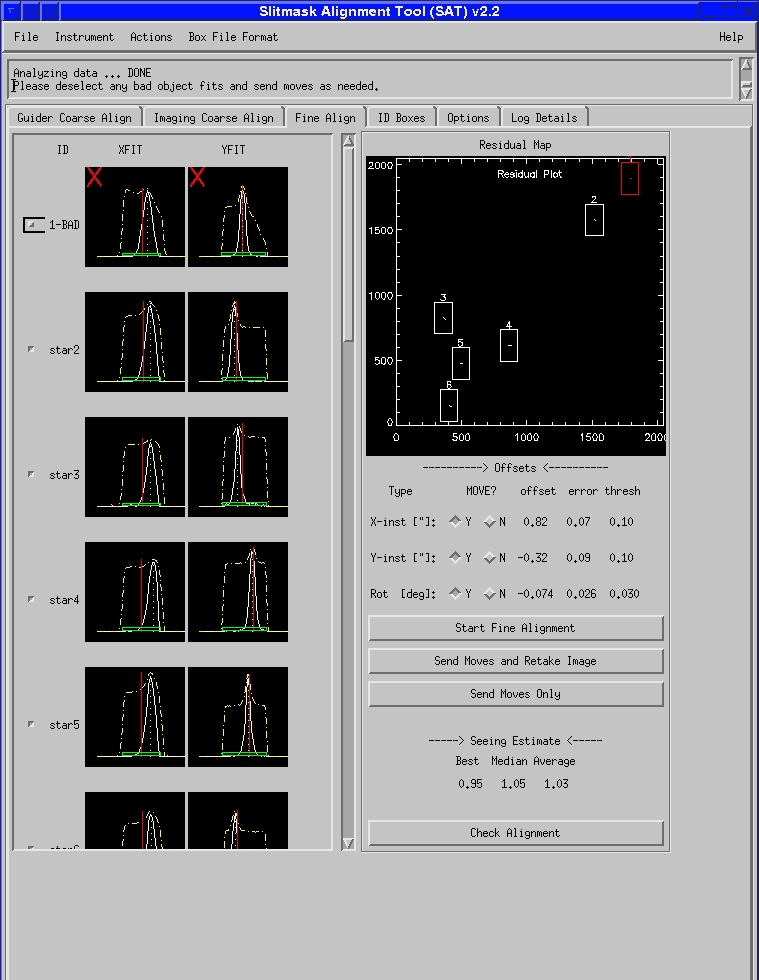 Slitmask Alignment Tool (SAT) v2.2
File Instrument Actions Box File Format Help
Analyzing data ... DONE
Please deselect any bad object fits and send moves as needed.
Guider Coarse Align Imaging Coarse Align Fine Align ID Boxes Options Log Details
ID XFIT YFIT
1-BAD
star2
star3
star4
star5
Residual Map
Residual Plot
2000
1500
1000
500
0
2
3
4
5
6
0 500 1000 1500 200
----------> Offsets <----------
Type MOVE? offset error thresh
X-inst ["]: Y N 0.82 0.07 0.10
Y-inst ["]: Y N -0.32 0.09 0.10
Rot [deg]: Y N -0.074 0.026 0.030
Start Fine Alignment
Send Moves and Retake Image
Send Moves Only
-----> Seeing Estimate <-----
Best Median Average
0.95 1.05 1.03
Check Alignment